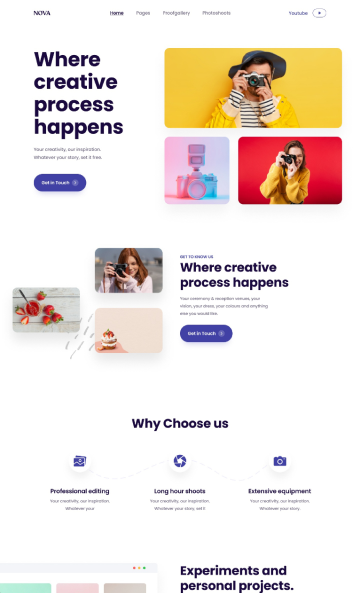 NOVA
Home Pages Proofgallery Photoshoots Youtube
Where
creative
process
happens
Your creativity, our inspiration.
Whatever your story, set it free.
Get in Touch
GET TO KNOW US
Where creative
process happens
Your ceremony & reception venues, your
vision, your dress, your colours and anything
else you would like.
Get in Touch
Why Choose us
Professional editing
Your creativity, our inspiration.
Whatever your
Long hour shoots
Your creativity, our inspiration.
Whatever your story, set it
Extensive equipment
Your creativity, our inspiration.
Whatever your story.
Experiments and
personal projects.